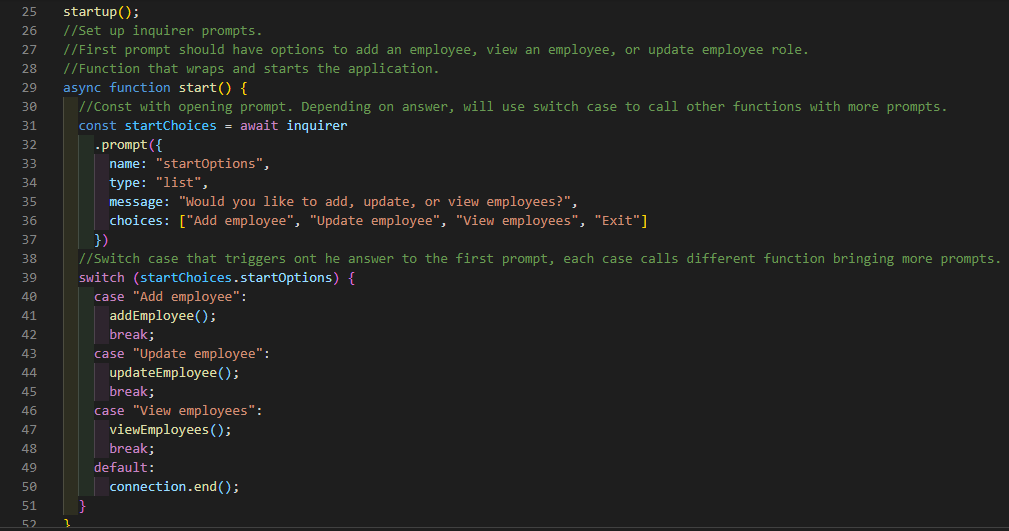 25 startup();
26 //Set up inquirer prompts.
27 //First prompt should have options to add an employee, view an employee, or update employee role.
28 //Function that wraps and starts the application.
29 async function start() {
30 //Const with opening prompt. Depending on answer, will use switch case to call other functions with more prompts.
31 const startChoices = await inquirer
32 .prompt({
33 name: "startOptions",
34 type: "list",
35 message: "Would you like to add, update, or view employees?",
36 choices: ["Add employee", "Update employee", "View employees", "Exit"]
37 })
38 //Switch case that triggers ont he answer to the first prompt, each case calls different function bringing more prompts.
39 switch (startChoices.startOptions) {
40 case "Add employee":
41 addEmployee();
42 break;
43 case "Update employee":
44 updateEmployee();
45 break;
46 case "View employees":
47 viewEmployees();
48 break;
49 default:
50 connection.end();
51 }
52 }